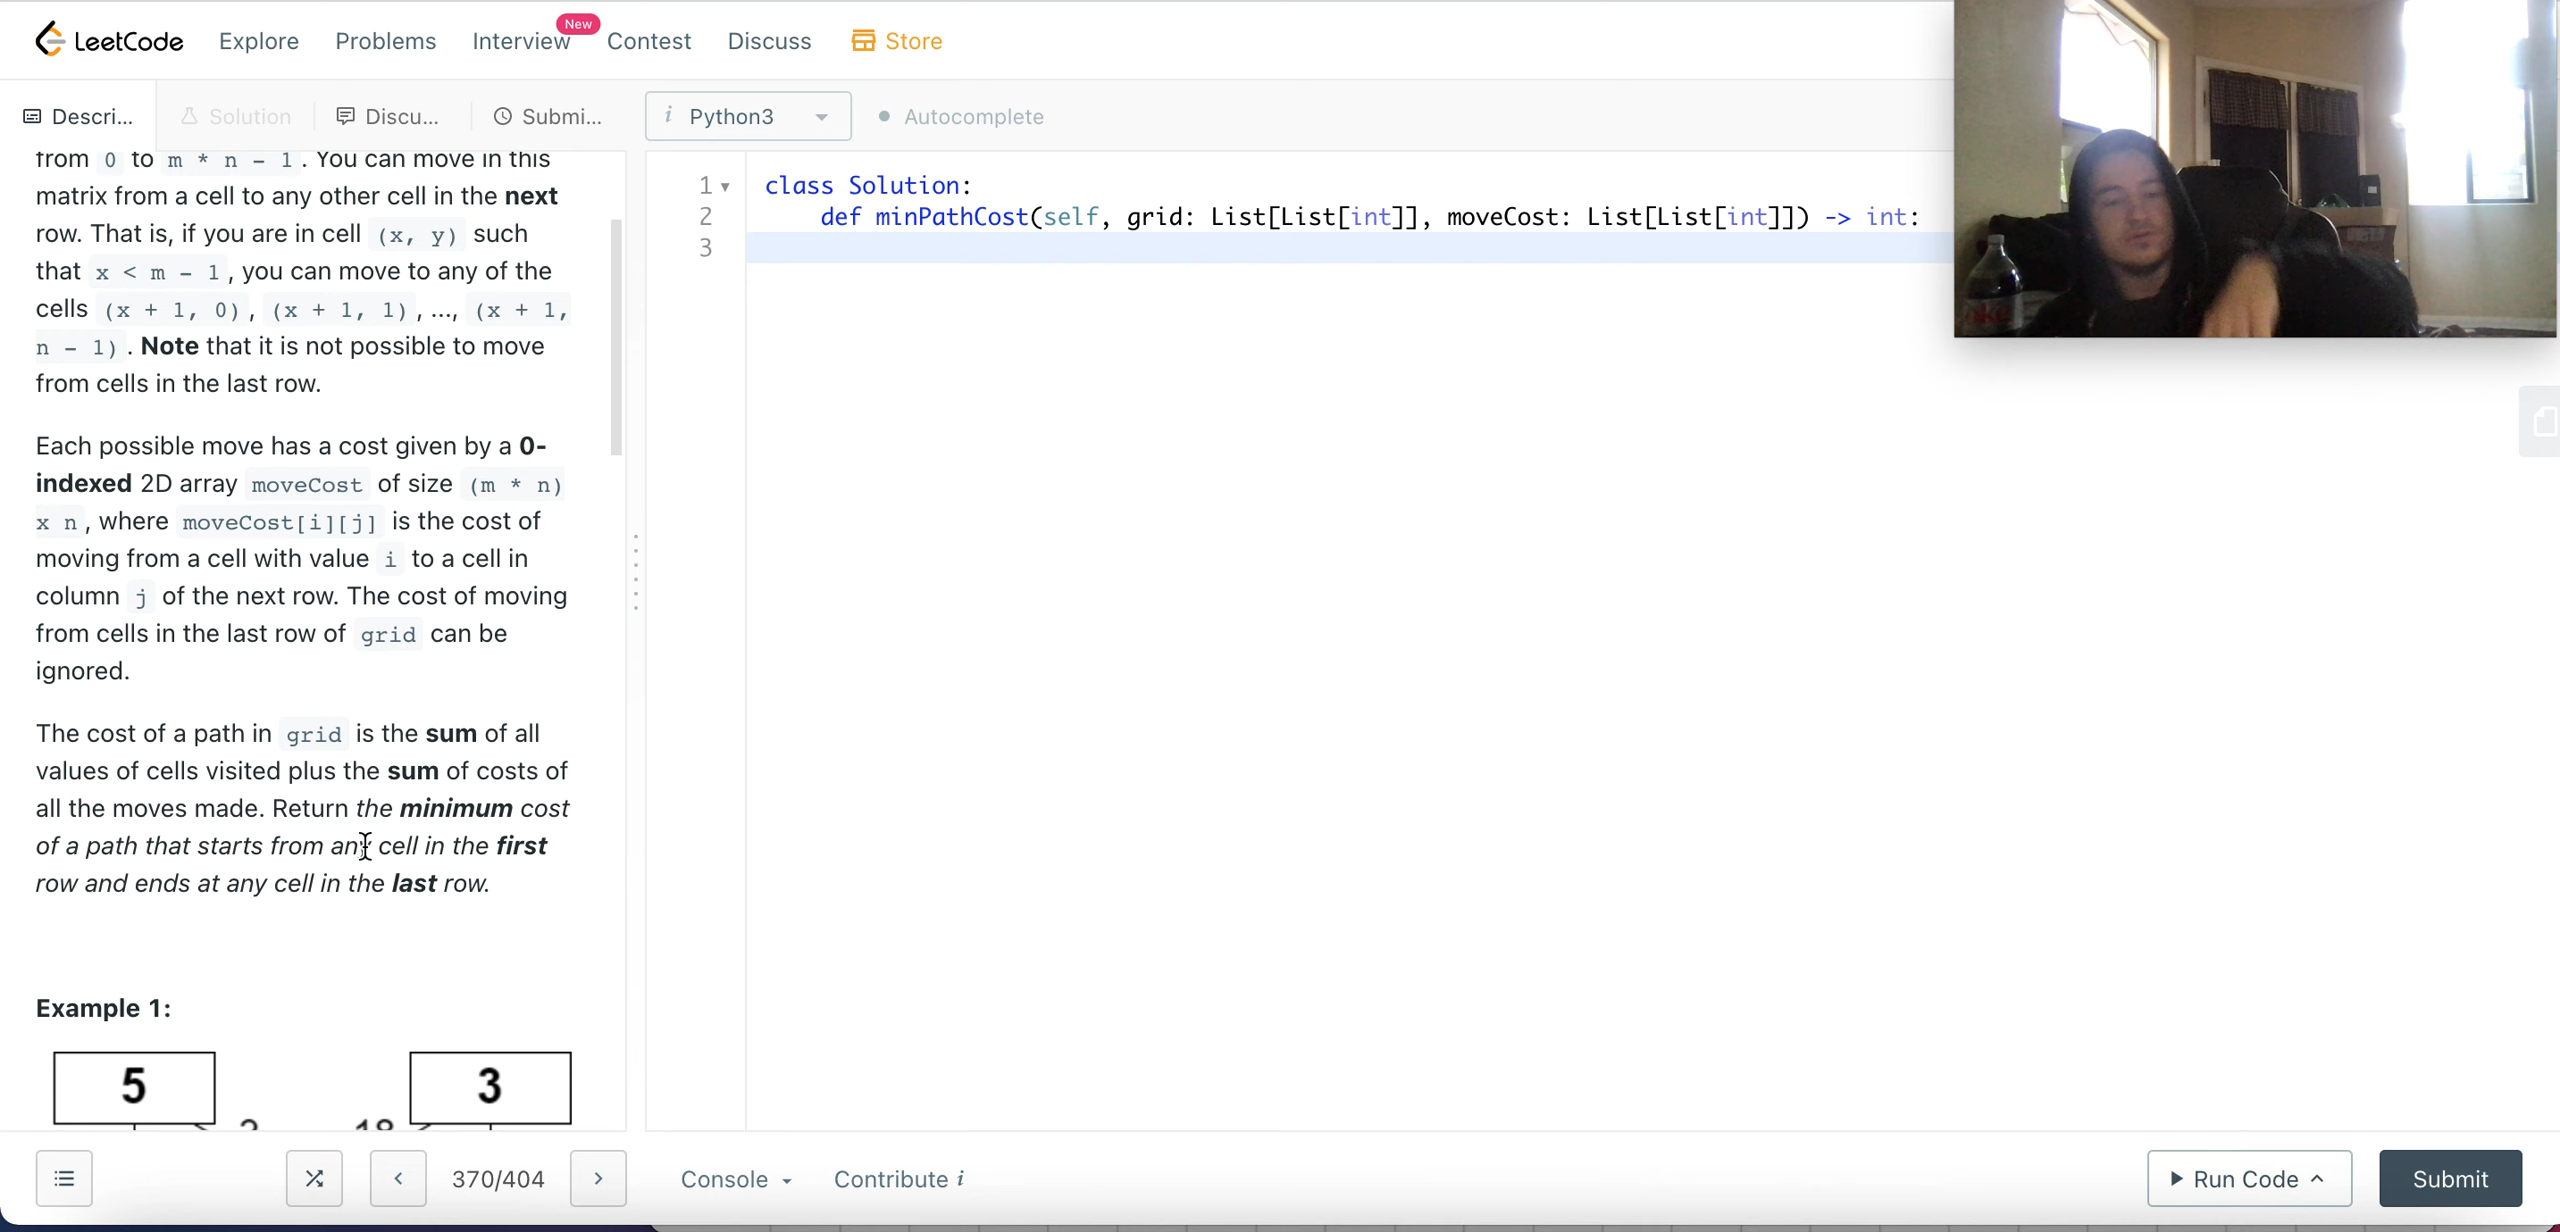 LeetCode Explore Problems Interview New Contest Discuss Store
Descri... Solution Discu... Submi...
from 0 to m * n - 1. You can move in this
matrix from a cell to any other cell in the next
row. That is, if you are in cell (x, y) such
that x < m - 1, you can move to any of the
cells (x + 1, 0), (x + 1, 1), ..., (x + 1,
n - 1). Note that it is not possible to move
from cells in the last row.
Each possible move has a cost given by a 0-
indexed 2D array moveCost of size (m * n)
x n, where moveCost[i][j] is the cost of
moving from a cell with value i to a cell in
column j of the next row. The cost of moving
from cells in the last row of grid can be
ignored.
The cost of a path in grid is the sum of all
values of cells visited plus the sum of costs of
all the moves made. Return the minimum cost
of a path that starts from any cell in the first
row and ends at any cell in the last row.
Example 1:
5 3
18
370/404
i Python3 Autocomplete
1 class Solution:
2 def minPathCost(self, grid: List[List[int]], moveCost: List[List[int]]) -> int:
3
Console Contribute i
Run Code Submit